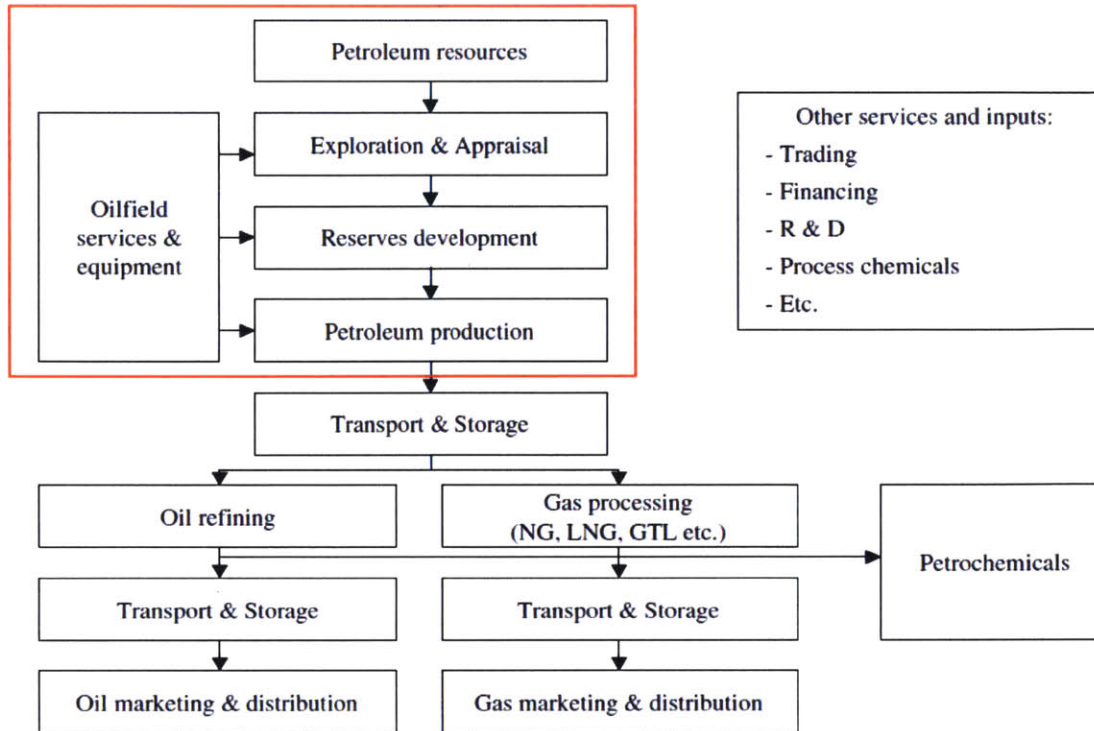 Petroleum resources
Exploration & Appraisal
Oilfield
services &
equipment
Reserves development
Petroleum production
Other services and inputs:
- Trading
- Financing
- R & D
- Process chemicals
- Etc.
Transport & Storage
Oil refining
Gas processing
(NG, LNG, GTL etc.)
Petrochemicals
Transport & Storage
Transport & Storage
Oil marketing & distribution
Gas marketing & distribution